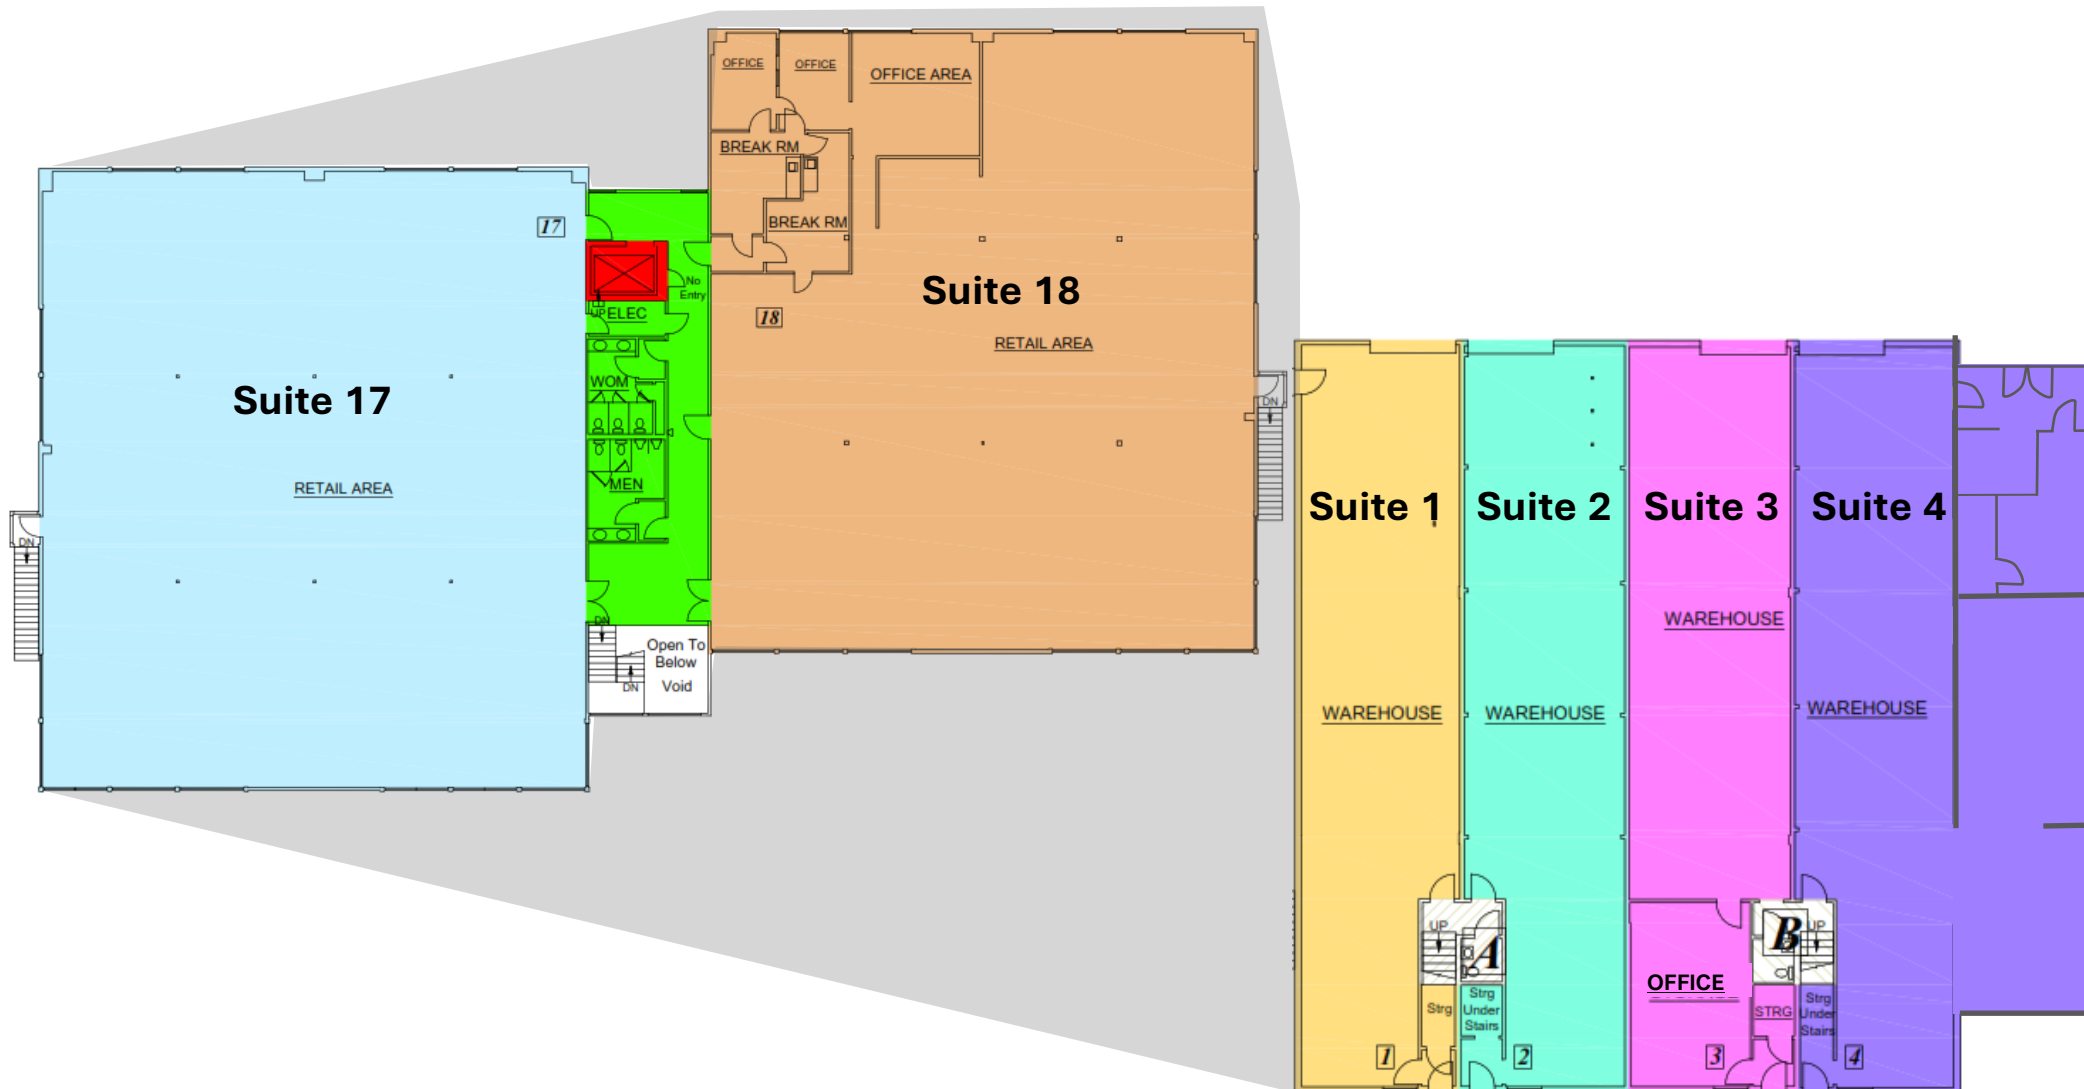 OFFICE
OFFICE
OFFICE AREA
BREAK RM
BREAK RM
17
No
Entry
UP
ELEC
Suite 18
18
RETAIL AREA
WOM
Suite 17
DN
RETAIL AREA
MEN
DN
DN
Open To
Below
Void
DN
Suite 1
Suite 2
Suite 3
Suite 4
WAREHOUSE
WAREHOUSE
WAREHOUSE
WAREHOUSE
UP
A
B
UP
OFFICE
Strg
Strg
Under
Stairs
STRG
Strg
Under
Stairs
1
2
3
4